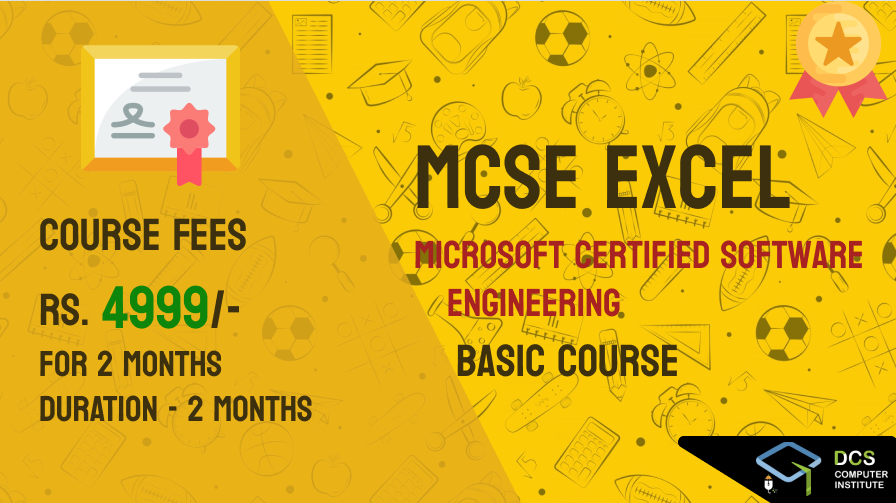 COURSE FEES
RS. 4999/-
FOR 2 MONTHS
DURATION - 2 MONTHS
MCSE EXCEL
MICROSOFT CERTIFIED SOFTWARE
ENGINEERING
BASIC COURSE
DCS
COMPUTER
INSTITUTE